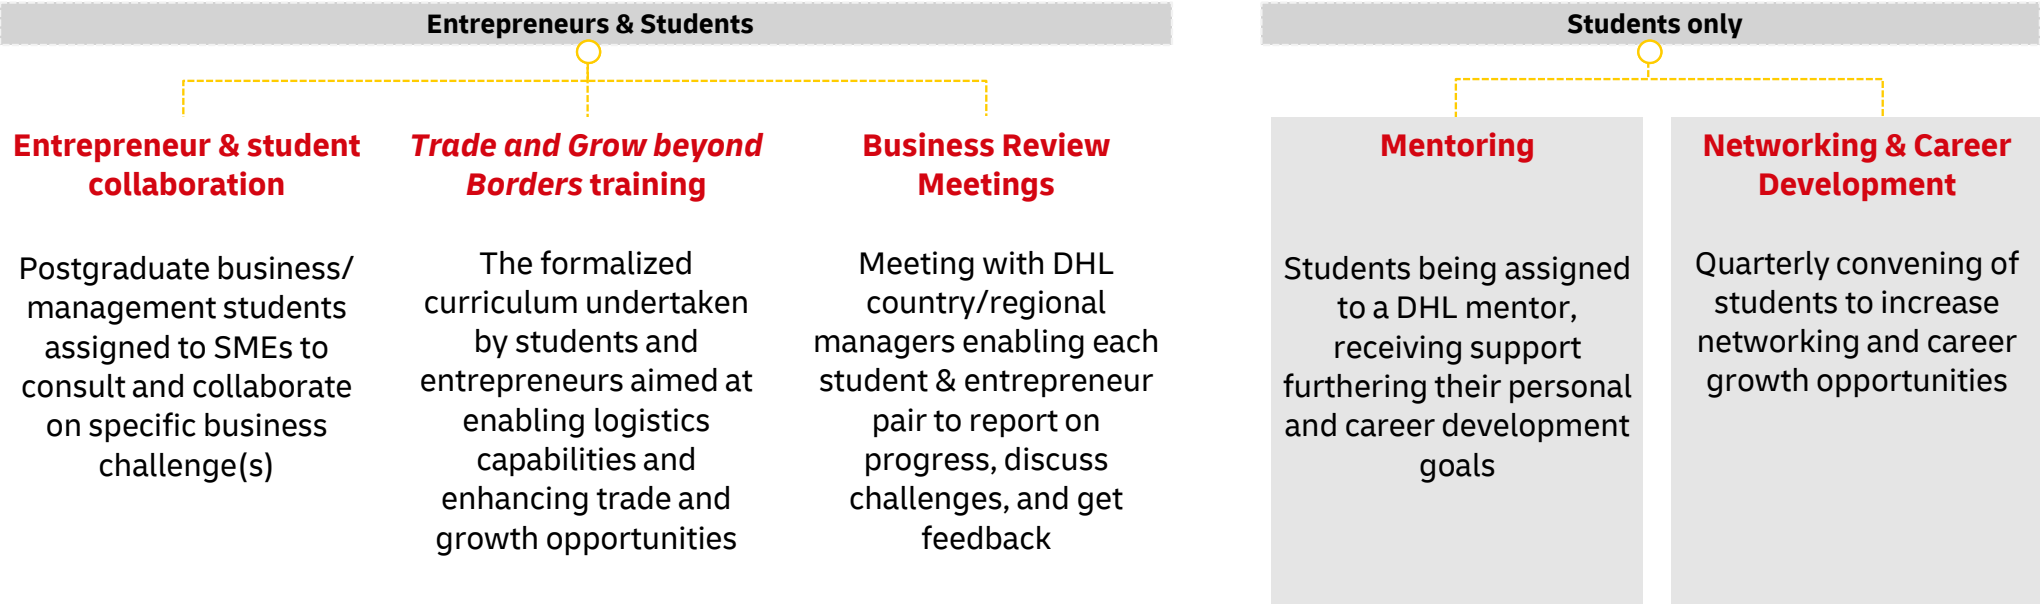 Entrepreneurs & Students
Entrepreneur & student
collaboration
Postgraduate business/
management students
assigned to SMEs to
consult and collaborate
on specific business
challenge(s)
Trade and Grow beyond
Borders training
The formalized
curriculum undertaken
by students and
entrepreneurs aimed at
enabling logistics
capabilities and
enhancing trade and
growth opportunities
Business Review
Meetings
Meeting with DHL
country/regional
managers enabling each
student & entrepreneur
pair to report on
progress, discuss
challenges, and get
feedback
Students only
Mentoring
Students being assigned
to a DHL mentor,
receiving support
furthering their personal
and career development
goals
Networking & Career
Development
Quarterly convening of
students to increase
networking and career
growth opportunities